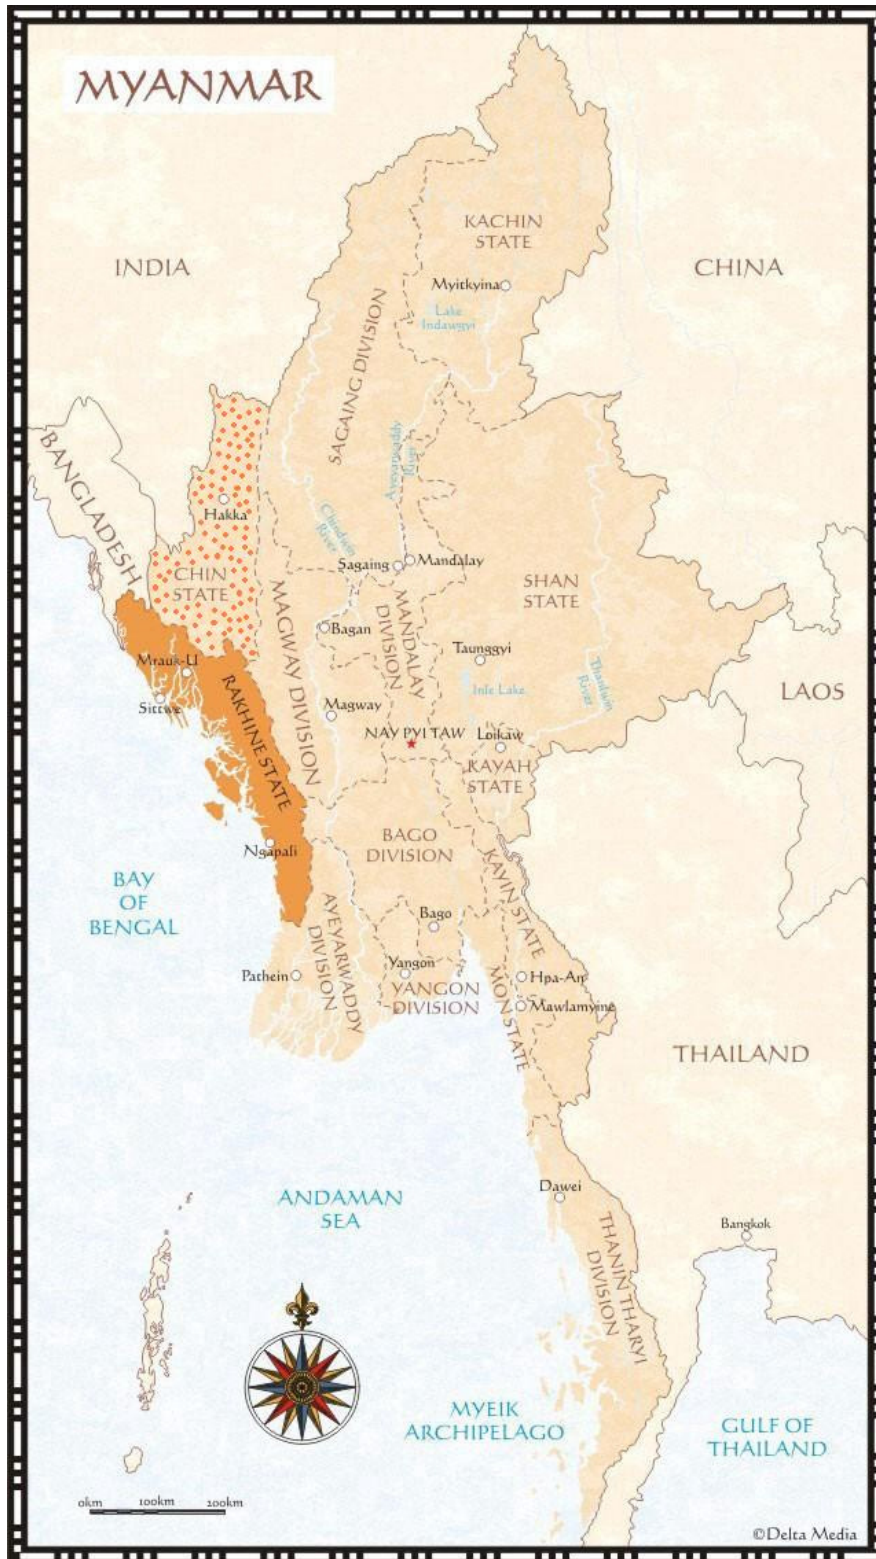 MYANMAR
KACHIN
STATE
INDIA
CHINA
Myitkyina
Lake
Indawgyi
SAGAING DIVISION
BANGLADESH
Ayeyarwaddy
River
Hakka
Chindwin
River
Sagaing
Mandalay
CHIN
STATE
SHAN
STATE
MAGWAY DIVISION
MANDALAY
DIVISION
Bagan
Taunggyi
Mrauk-U
Thanlwin
River
Inle Lake
LAOS
RAKHINE STATE
Sittwe
Magway
NAY PYI TAW
Loikaw
KAYAH
STATE
BAGO
DIVISION
Ngapali
KAYIN STATE
BAY
OF
BENGAL
AYEYARWADDY
DIVISION
Bago
Pathein
Yangon
YANGON
DIVISION
MON STATE
Hpa-An
Mawlamyine
THAILAND
Dawei
ANDAMAN
SEA
THANIN THARYI
DIVISION
Bangkok
MYEIK
ARCHIPELAGO
GULF OF
THAILAND
0km 100km 200km
©Delta Media